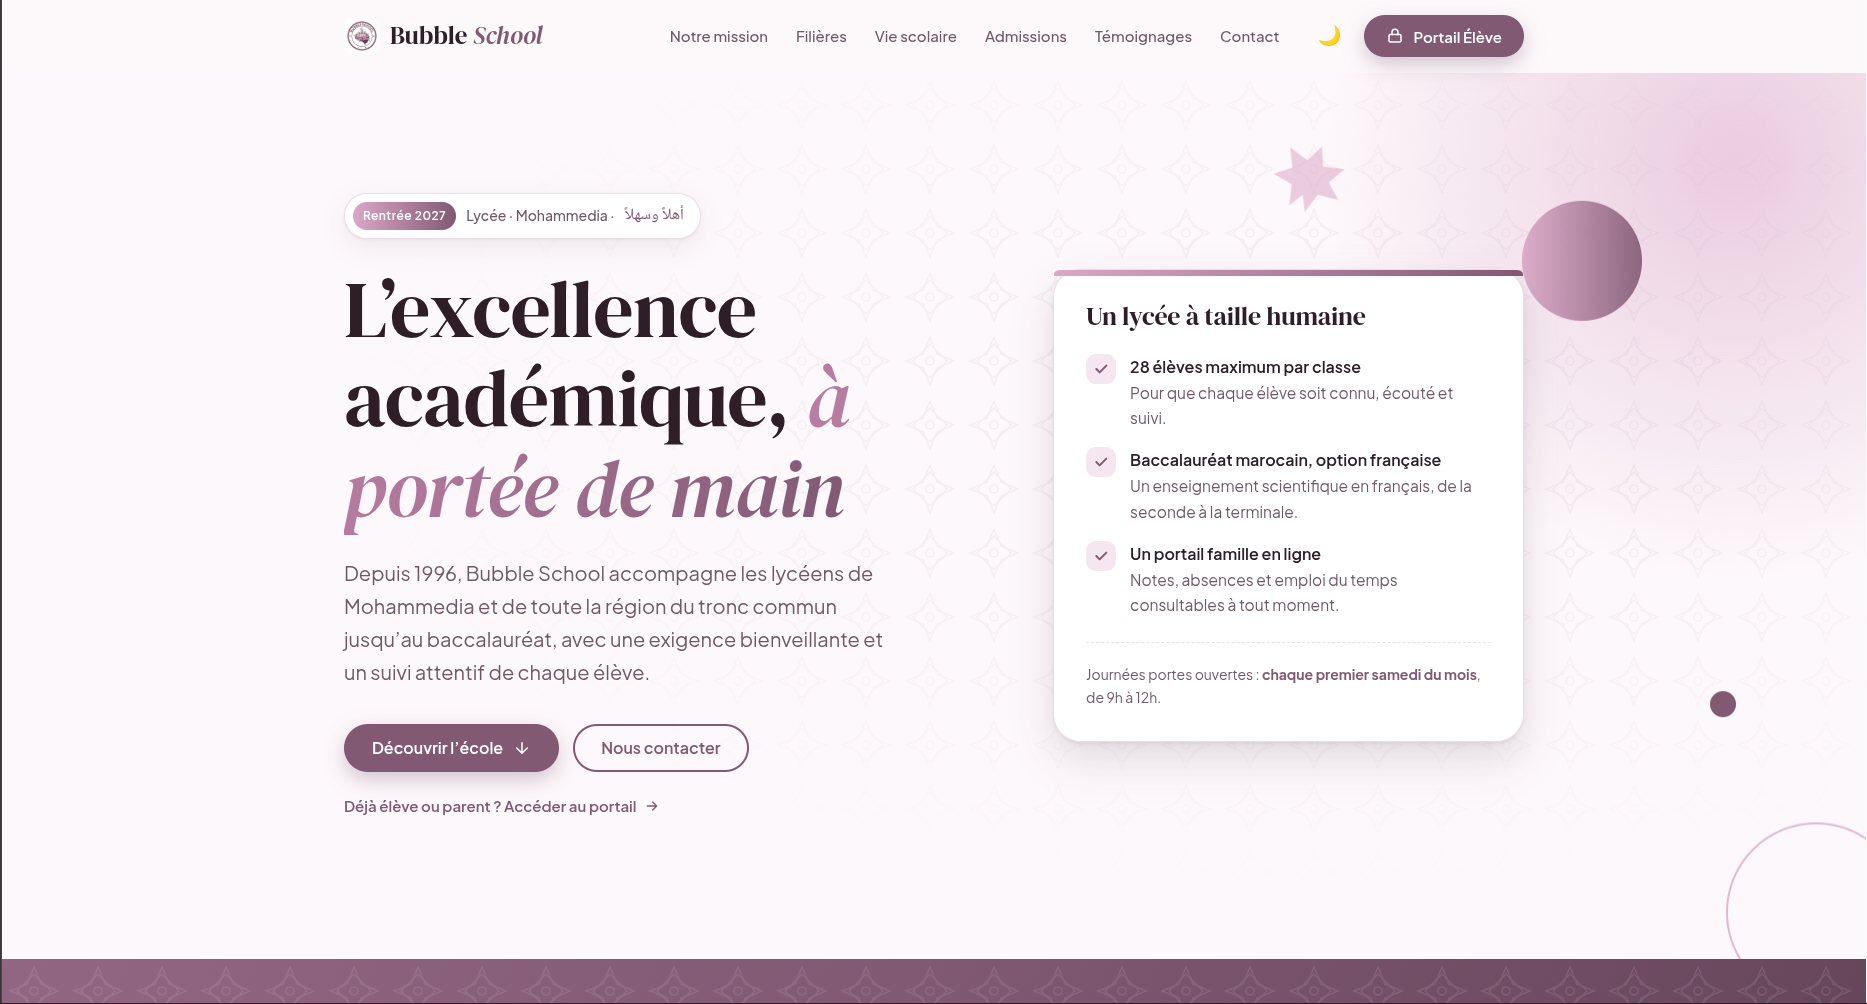 Bubble School
Notre mission
Filières
Vie scolaire
Admissions
Témoignages
Contact
Portail Élève
Rentrée 2027 Lycée · Mohammedia · أهلاً وسهلاً
L’excellence
académique, à
portée de main
Depuis 1996, Bubble School accompagne les lycéens de
Mohammedia et de toute la région du tronc commun
jusqu’au baccalauréat, avec une exigence bienveillante et
un suivi attentif de chaque élève.
Découvrir l’école
Nous contacter
Déjà élève ou parent ? Accéder au portail
Un lycée à taille humaine
28 élèves maximum par classe
Pour que chaque élève soit connu, écouté et
suivi.
Baccalauréat marocain, option française
Un enseignement scientifique en français, de la
seconde à la terminale.
Un portail famille en ligne
Notes, absences et emploi du temps
consultables à tout moment.
Journées portes ouvertes : chaque premier samedi du mois,
de 9h à 12h.